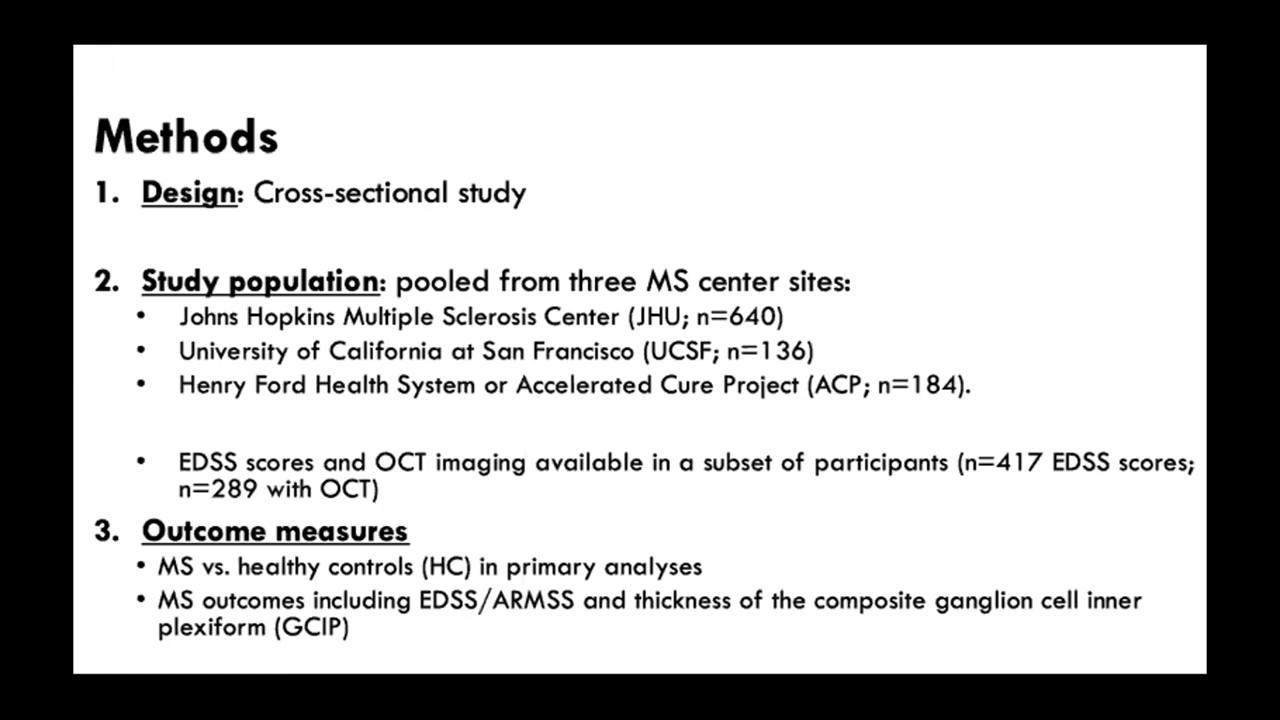 Methods
1. Design: Cross-sectional study
2. Study population: pooled from three MS center sites:
• Johns Hopkins Multiple Sclerosis Center (JHU; n=640)
• University of California at San Francisco (UCSF; n=136)
• Henry Ford Health System or Accelerated Cure Project (ACP; n=184).
• EDSS scores and OCT imaging available in a subset of participants (n=417 EDSS scores;
n=289 with OCT)
3. Outcome measures
• MS vs. healthy controls (HC) in primary analyses
• MS outcomes including EDSS/ARMSS and thickness of the composite ganglion cell inner
plexiform (GCIP)